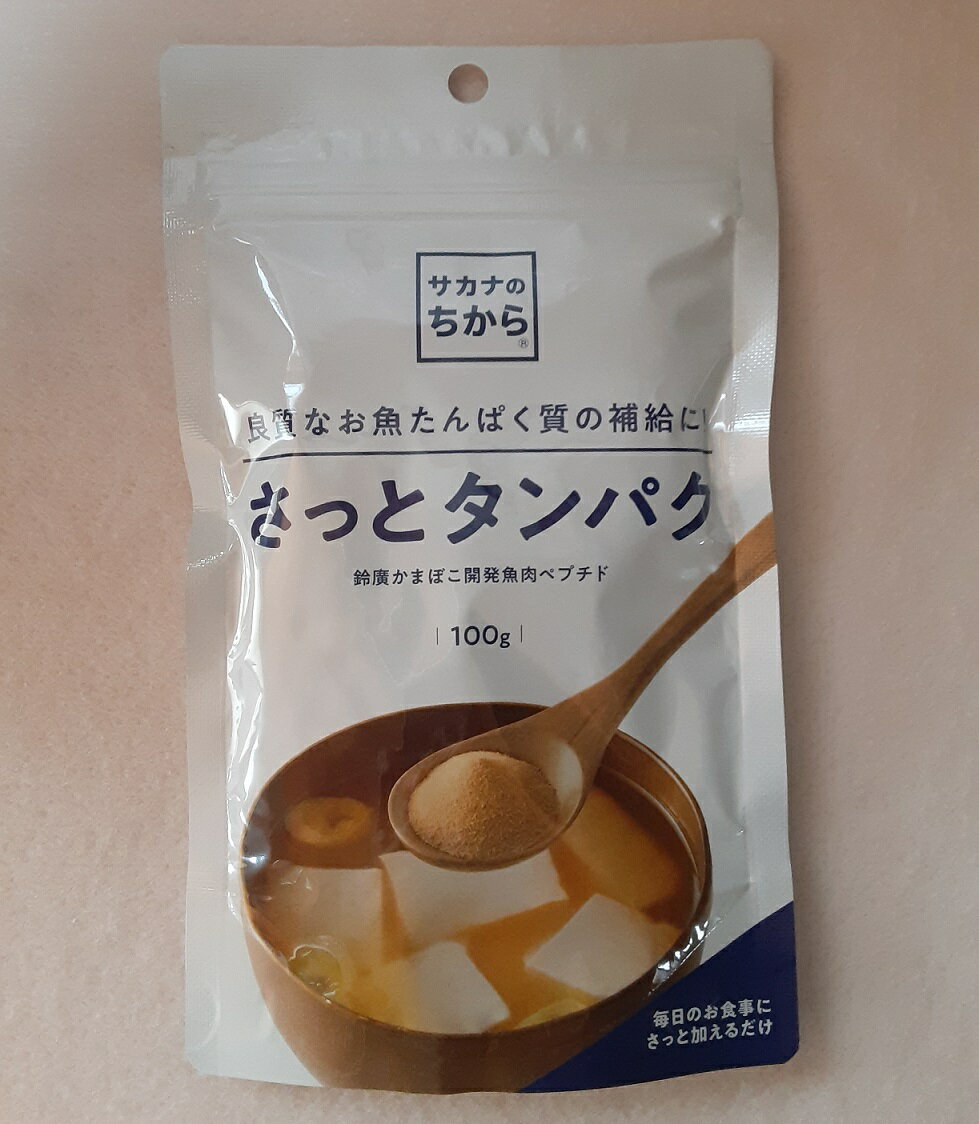 サカナの
ちから®
良質なお魚たんぱく質の補給に!
さっとタンパク
鈴廣かまぼこ開発魚肉ペプチド
100g
毎日のお食事に
さっと加えるだけ